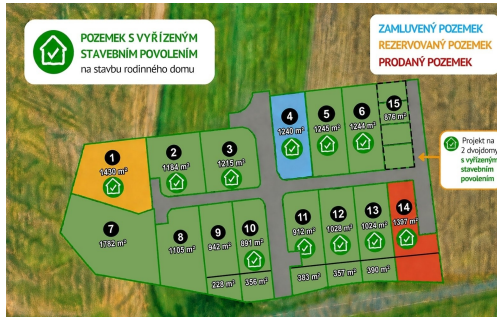 POZEMEK S VYŘÍZENÝM
STAVEBNÍM POVOLENÍM
na stavbu rodinného domu
ZAMLUVENÝ POZEMEK
REZERVOVANÝ POZEMEK
PRODANÝ POZEMEK
4
1240 m²
5
1245 m²
6
1244 m²
15
876 m²
1
1430 m²
2
1184 m²
3
1215 m²
Projekt na
2 dvojdomy
s vyřízeným
stavebním
povolením
7
1782 m²
8
1105 m²
9
942 m²
10
891 m²
11
912 m²
12
1028 m²
13
1024 m²
14
1397 m²
228 m²
356 m²
383 m²
357 m²
390 m²